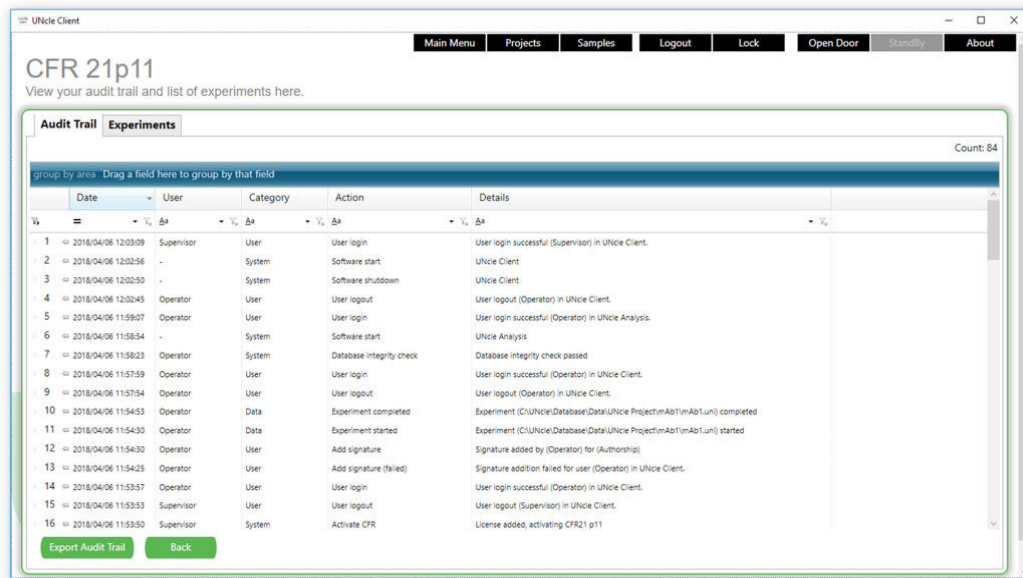 UNcle Client
Main Menu Projects Samples Logout Lock Open Door StandBy About
CFR 21p11
View your audit trail and list of experiments here.
Audit Trail Experiments
Count: 84
group by area Drag a field here to group by that field
Date User Category Action Details
= Aa Aa Aa Aa
1 2018/04/06 12:03:09 Supervisor User User login User login successful (Supervisor) in UNcle Client.
2 2018/04/06 12:02:56 - System Software start UNcle Client
3 2018/04/06 12:02:50 - System Software shutdown UNcle Client
4 2018/04/06 12:02:45 Operator User User logout User logout (Operator) in UNcle Client.
5 2018/04/06 11:59:07 Operator User User login User login successful (Operator) in UNcle Analysis.
6 2018/04/06 11:58:54 - System Software start UNcle Analysis
7 2018/04/06 11:58:23 Operator System Database integrity check Database integrity check passed
8 2018/04/06 11:57:59 Operator User User login User login successful (Operator) in UNcle Client.
9 2018/04/06 11:57:54 Operator User User logout User logout (Operator) in UNcle Client.
10 2018/04/06 11:54:53 Operator Data Experiment completed Experiment (C:\UNcle\Database\Data\UNcle Project\mAb1\mAb1.uni) completed
11 2018/04/06 11:54:30 Operator Data Experiment started Experiment (C:\UNcle\Database\Data\UNcle Project\mAb1\mAb1.uni) started
12 2018/04/06 11:54:30 Operator User Add signature Signature added by (Operator) for (Authorship)
13 2018/04/06 11:54:25 Operator User Add signature (failed) Signature addition failed for user (Operator) in UNcle Client.
14 2018/04/06 11:53:57 Operator User User login User login successful (Operator) in UNcle Client.
15 2018/04/06 11:53:53 Supervisor User User logout User logout (Supervisor) in UNcle Client.
16 2018/04/06 11:53:50 Supervisor System Activate CFR License added, activating CFR21 p11
Export Audit Trail Back